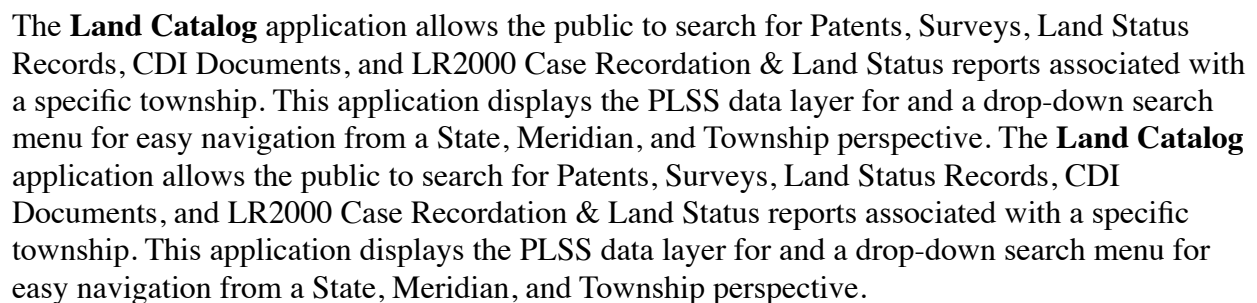 The Land Catalog application allows the public to search for Patents, Surveys, Land Status
Records, CDI Documents, and LR2000 Case Recordation & Land Status reports associated with
a specific township. This application displays the PLSS data layer for and a drop-down search
menu for easy navigation from a State, Meridian, and Township perspective. The Land Catalog
application allows the public to search for Patents, Surveys, Land Status Records, CDI
Documents, and LR2000 Case Recordation & Land Status reports associated with a specific
township. This application displays the PLSS data layer for and a drop-down search menu for
easy navigation from a State, Meridian, and Township perspective.